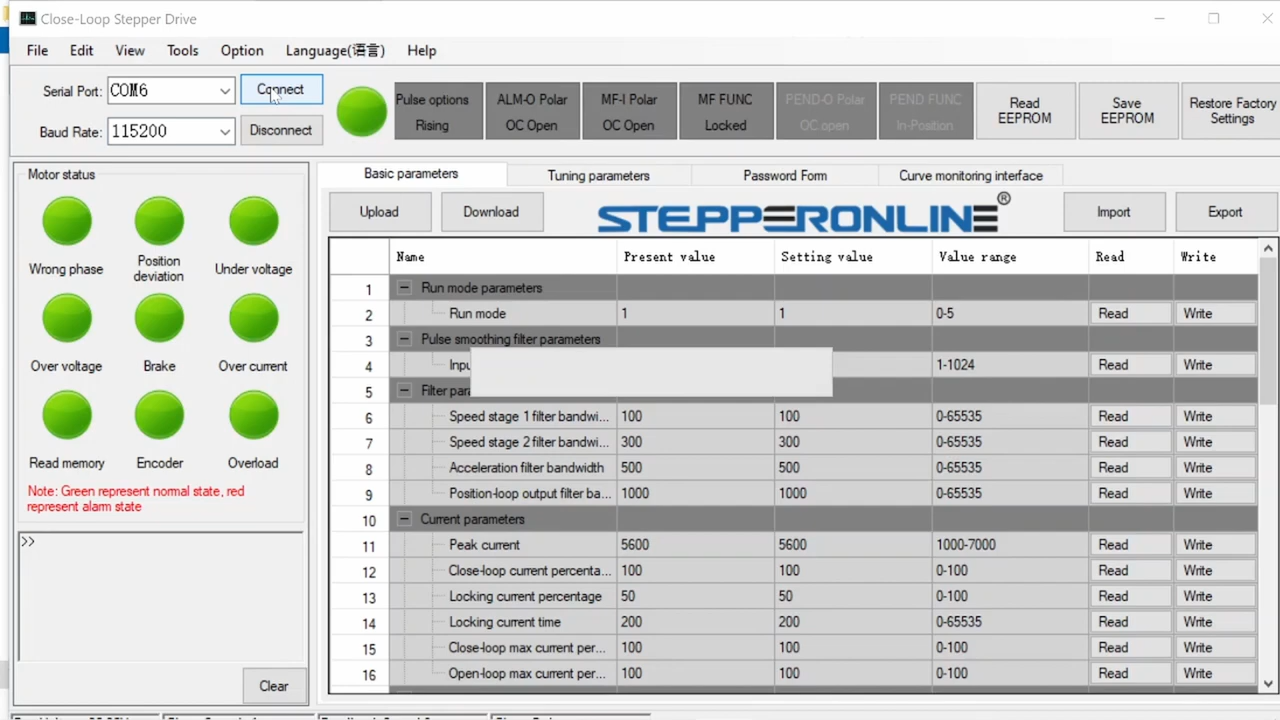 Close-Loop Stepper Drive
File Edit View Tools Option Language(语言) Help
Serial Port: COM6 Connect
Baud Rate: 115200 Disconnect
Pulse options Rising
ALM-O Polar OC Open
MF-I Polar OC Open
MF FUNC Locked
PEND-O Polar OC open
PEND FUNC In-Position
Read EEPROM
Save EEPROM
Restore Factory Settings
Motor status
Wrong phase Position deviation Under voltage
Over voltage Brake Over current
Read memory Encoder Overload
Note: Green represent normal state, red
represent alarm state
>>
Clear
Basic parameters Tuning parameters Password Form Curve monitoring interface
Upload Download STEPPERONLINE® Import Export
Name Present value Setting value Value range Read Write
1 Run mode parameters
2 Run mode 1 1 0-5 Read Write
3 Pulse smoothing filter parameters
4 1-1024 Read Write
5 Filter
6 Speed stage 1 filter bandwi... 100 100 0-65535 Read Write
7 Speed stage 2 filter bandwi... 300 300 0-65535 Read Write
8 Acceleration filter bandwidth 500 500 0-65535 Read Write
9 Position-loop output filter ba... 1000 1000 0-65535 Read Write
10 Current parameters
11 Peak current 5600 5600 1000-7000 Read Write
12 Close-loop current percenta... 100 100 0-100 Read Write
13 Locking current percentage 50 50 0-100 Read Write
14 Locking current time 200 200 0-65535 Read Write
15 Close-loop max current per... 100 100 0-100 Read Write
16 Open-loop max current per... 100 100 0-100 Read Write